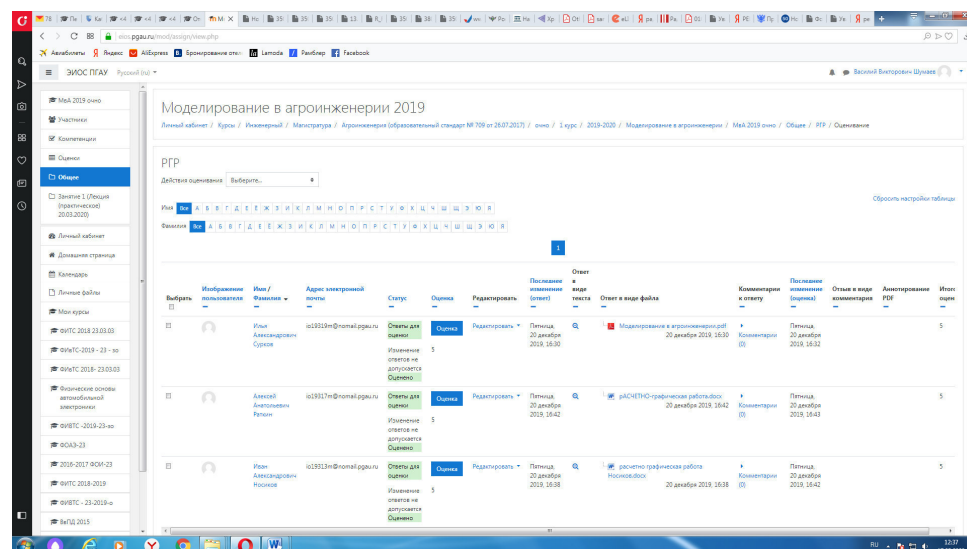 eios.pgau.ru/mod/assign/view.php
Авиабилеты Яндекс AliExpress Бронирование отел Lamoda Рамблер Facebook
ЭИОС ПГАУ Русский (ru)
Василий Викторович Шумаев
МвА 2019 очно
Участники
Компетенции
Оценки
Общее
Занятие 1 (Лекция
(практическое)
20.03.2020)
Личный кабинет
Домашняя страница
Календарь
Личные файлы
Мои курсы
ФИТС 2018 23.03.03
ФИвТС-2019 - 23 - зо
ФИвТС 2018- 23.03.03
Физические основы
автомобильной
электроники
ФИВТС -2019-23-зо
ФОАЭ-23
2016-2017 ФОИ-23
ФИТС 2018-2019
ФИВТС - 23-2019-о
ВеПД 2015
Моделирование в агроинженерии 2019
Личный кабинет / Курсы / Инженерный / Магистратура / Агроинженерия (образовательный стандарт № 709 от 26.07.2017) / очно / 1 курс / 2019-2020 / Моделирование в агроинженерии / МвА 2019 очно / Общее / РГР / Оценивание
РГР
Действия оценивания Выберите...
Сбросить настройки таблицы
Имя Все А Б В Г Д Е Ё Ж З И К Л М Н О П Р С Т У Ф Х Ц Ч Ш Щ Э Ю Я
Фамилия Все А Б В Г Д Е Ё Ж З И К Л М Н О П Р С Т У Ф Х Ц Ч Ш Щ Э Ю Я
1
Выбрать
Изображение
пользователя
Имя /
Фамилия
Адрес электронной
почты
Статус
Оценка
Редактировать
Последнее
изменение
(ответ)
Ответ
в
виде
текста
Ответ в виде файла
Комментарии
к ответу
Последнее
изменение
(оценка)
Отзыв в виде
комментария
Аннотирование
PDF
Итого
оцен
Илья
Александрович
Сурков
io19319m@nomail.pgau.ru
Ответы для
оценки
Изменение
ответов не
допускается
Оценено
Оценка
5
Редактировать
Пятница,
20 декабря
2019, 16:30
Моделирование в агроинженерии.pdf
20 декабря 2019, 16:30
Комментарии
(0)
Пятница,
20 декабря
2019, 16:32
5
Алексей
Анатольевич
Рапкин
io19317m@nomail.pgau.ru
Ответы для
оценки
Изменение
ответов не
допускается
Оценено
Оценка
5
Редактировать
Пятница,
20 декабря
2019, 16:42
рАСЧЕТНО-графическая работа.docx
20 декабря 2019, 16:42
Комментарии
(0)
Пятница,
20 декабря
2019, 16:43
5
Иван
Александрович
Носиков
io19313m@nomail.pgau.ru
Ответы для
оценки
Изменение
ответов не
допускается
Оценено
Оценка
5
Редактировать
Пятница,
20 декабря
2019, 16:38
расчетно графическая работа
Носиков.docx
20 декабря 2019, 16:38
Комментарии
(0)
Пятница,
20 декабря
2019, 16:42
5
RU
12:37